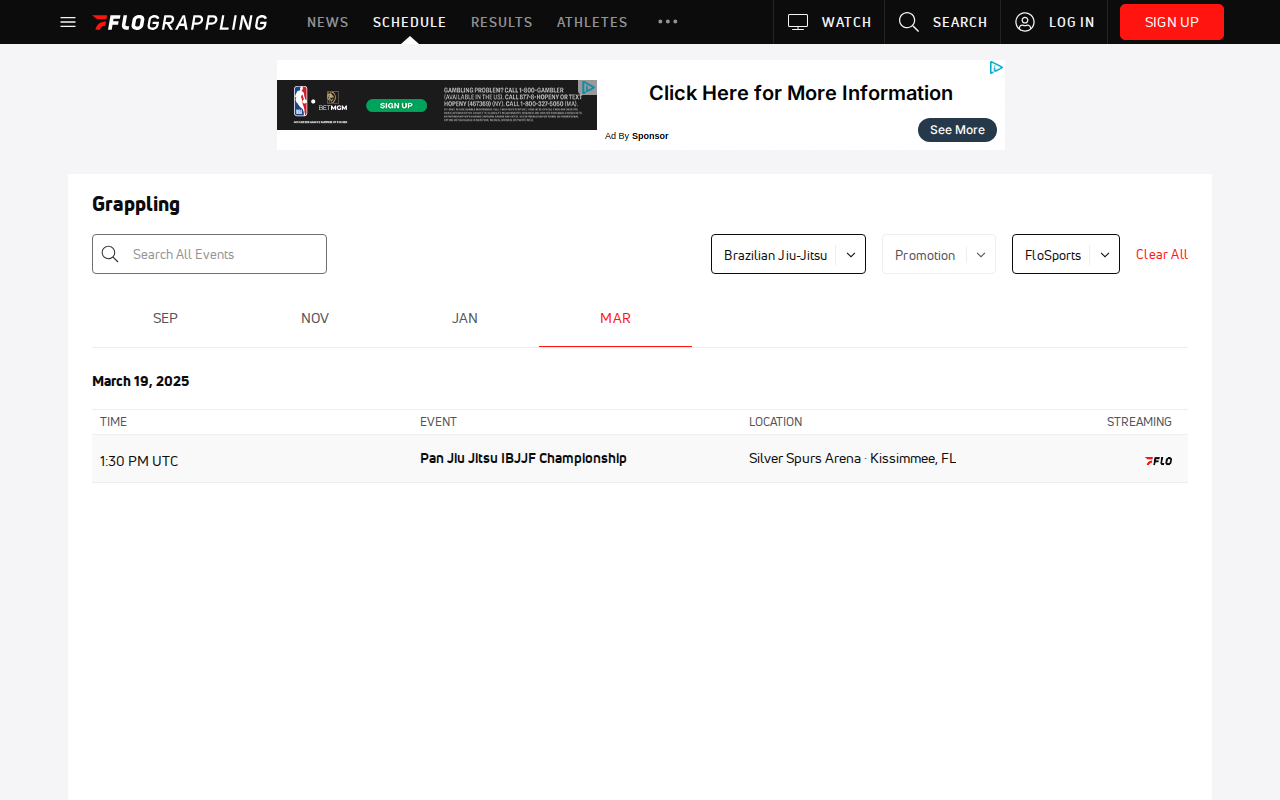 FLOGRAPPLING NEWS SCHEDULE RESULTS ATHLETES WATCH SEARCH LOG IN SIGN UP
BETMGM
SIGN UP
GAMBLING PROBLEM? CALL 1-800-GAMBLER
(AVAILABLE IN THE US). CALL 877-8-HOPENY OR TEXT
HOPENY (467369) (NY). CALL 1-800-327-5050 (MA).
Click Here for More Information
Ad By Sponsor
See More
Grappling
Search All Events
Brazilian Jiu-Jitsu
Promotion
FloSports
Clear All
SEP NOV JAN MAR
March 19, 2025
TIME EVENT LOCATION STREAMING
1:30 PM UTC Pan Jiu Jitsu IBJJF Championship Silver Spurs Arena · Kissimmee, FL FLO